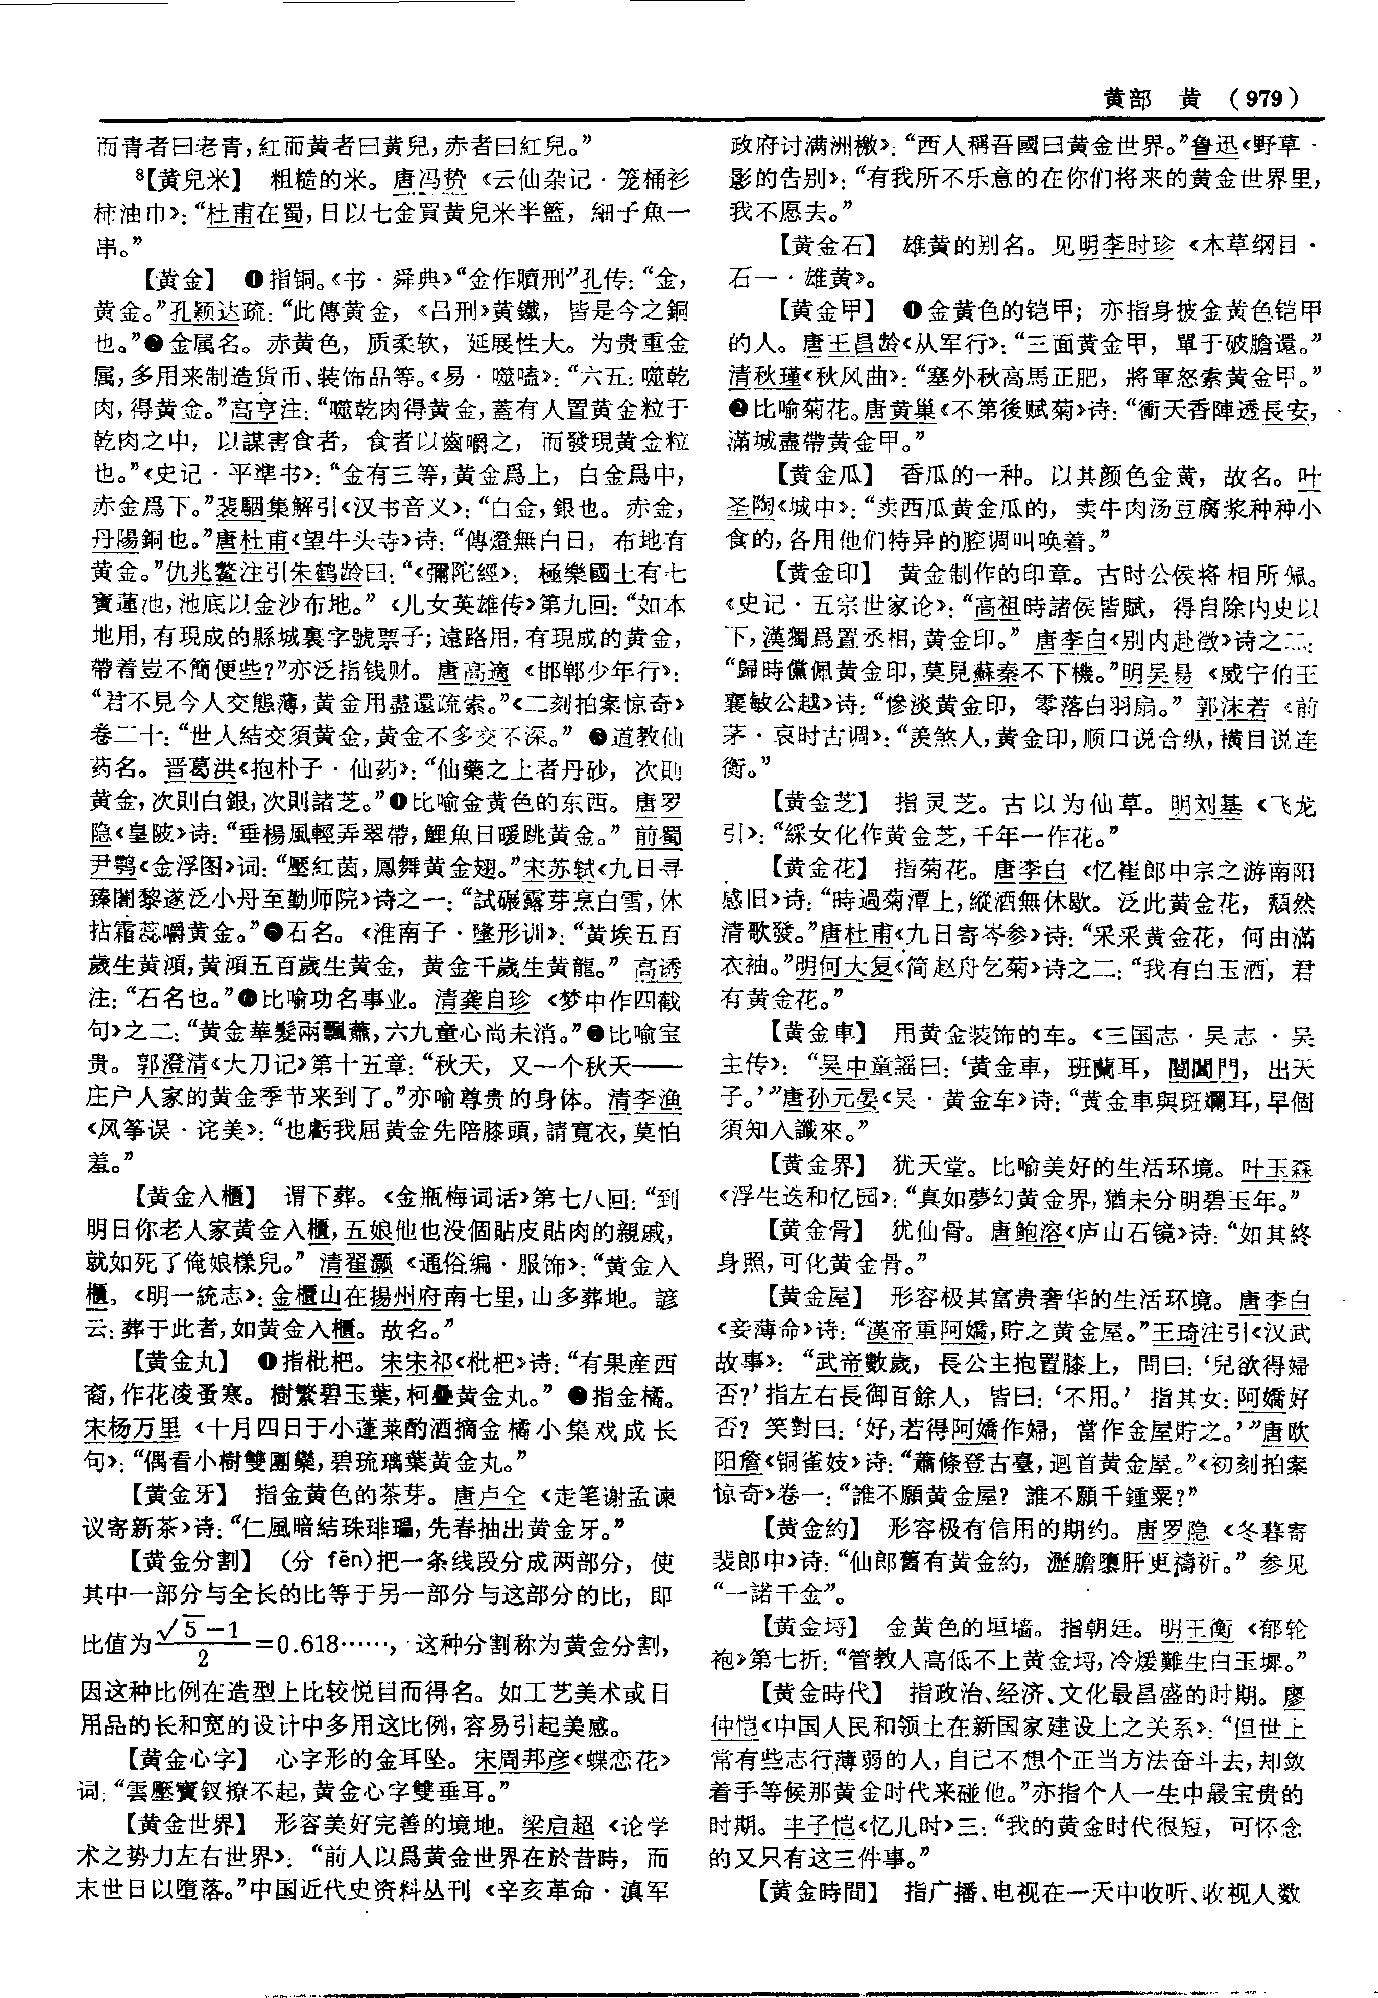 黄部　黄　（979）
而青者曰老青，紅而黄者曰黄兒，赤者曰紅兒。”
8【黄兒米】　粗糙的米。唐冯贽《云仙杂记·笼桶衫
柿油巾》：“杜甫在蜀，日以七金買黄兒米半籃，細子魚一
串。”
【黄金】　❶指铜。《书·舜典》“金作贖刑”孔传：“金，
黄金。”孔颖达疏：“此傳黄金，《吕刑》黄鐵，皆是今之銅
也。”❷金属名。赤黄色，质柔软，延展性大。为贵重金
属，多用来制造货币、装饰品等。《易·噬嗑》：“六五：噬乾
肉，得黄金。”高亨注：“噬乾肉得黄金，蓋有人置黄金粒于
乾肉之中，以謀害食者，食者以齒嚼之，而發現黄金粒
也。”《史记·平準书》：“金有三等，黄金爲上，白金爲中，
赤金爲下。”裴駰集解引《汉书音义》：“白金，銀也。赤金，
丹陽銅也。”唐杜甫《望牛头寺》诗：“傳燈無白日，布地有
黄金。”仇兆鳌注引朱鹤龄曰：“《彌陀經》：極樂國土有七
寶蓮池，池底以金沙布地。”《儿女英雄传》第九回：“如本
地用，有現成的縣城裏字號票子；遠路用，有現成的黄金，
帶着豈不簡便些？”亦泛指钱财。唐高適《邯郸少年行》：
“君不見今人交態薄，黄金用盡還疏索。”《二刻拍案惊奇》
卷二十：“世人結交須黄金，黄金不多交不深。”❸道教仙
药名。晋葛洪《抱朴子·仙药》：“仙藥之上者丹砂，次則
黄金，次則白銀，次則諸芝。”❹比喻金黄色的东西。唐罗
隐《皇陂》诗：“垂楊風輕弄翠帶，鯉魚日暖跳黄金。”前蜀
尹鹗《金浮图》词：“壓紅茵，鳳舞黄金翅。”宋苏轼《九日寻
臻闍黎遂泛小舟至勤师院》诗之一：“試碾露芽烹白雪，休
拈霜蕊嚼黄金。”❺石名。《淮南子·墬形训》：“黄埃五百
歲生黄澒，黄澒五百歲生黄金，黄金千歲生黄龍。”高诱
注：“石名也。”❻比喻功名事业。清龚自珍《梦中作四截
句》之二：“黄金華髮兩飄蕭，六九童心尚未消。”❼比喻宝
贵。郭澄清《大刀记》第十五章：“秋天，又一个秋天——
庄户人家的黄金季节来到了。”亦喻尊贵的身体。清李渔
《风筝误·诧美》：“也虧我屈黄金先陪膝頭，請寬衣，莫怕
羞。”
【黄金入櫃】　谓下葬。《金瓶梅词话》第七八回：“到
明日你老人家黄金入櫃，五娘他也没個貼皮貼肉的親戚，
就如死了俺娘樣兒。”清翟灏《通俗编·服饰》：“黄金入
櫃，《明一統志》：金櫃山在揚州府南七里，山多葬地。諺
云：葬于此者，如黄金入櫃。故名。”
【黄金丸】　❶指枇杷。宋宋祁《枇杷》诗：“有果産西
裔，作花凌蚤寒。樹繁碧玉葉，柯疊黄金丸。”❷指金橘。
宋杨万里《十月四日于小蓬莱酌酒摘金橘小集戏成长
句》：“偶看小樹雙團欒，碧琉璃葉黄金丸。”
【黄金牙】　指金黄色的茶芽。唐卢仝《走笔谢孟谏
议寄新茶》诗：“仁風暗結珠琲瓃，先春抽出黄金牙。”
【黄金分割】　（分 fēn）把一条线段分成两部分，使
其中一部分与全长的比等于另一部分与这部分的比，即
比值为(√5−1)/2=0.618……，这种分割称为黄金分割，
因这种比例在造型上比较悦目而得名。如工艺美术或日
用品的长和宽的设计中多用这比例，容易引起美感。
【黄金心字】　心字形的金耳坠。宋周邦彦《蝶恋花》
词：“雲壓寶釵撩不起，黄金心字雙垂耳。”
【黄金世界】　形容美好完善的境地。梁启超《论学
术之势力左右世界》：“前人以爲黄金世界在於昔時，而
末世日以墮落。”中国近代史资料丛刊《辛亥革命·滇军
政府讨满洲檄》：“西人稱吾國曰黄金世界。”鲁迅《野草·
影的告别》：“有我所不乐意的在你们将来的黄金世界里，
我不愿去。”
【黄金石】　雄黄的别名。见明李时珍《本草纲目·
石一·雄黄》。
【黄金甲】　❶金黄色的铠甲；亦指身披金黄色铠甲
的人。唐王昌龄《从军行》：“三面黄金甲，單于破膽還。”
清秋瑾《秋风曲》：“塞外秋高馬正肥，將軍怒索黄金甲。”
❷比喻菊花。唐黄巢《不第後赋菊》诗：“衝天香陣透長安，
滿城盡帶黄金甲。”
【黄金瓜】　香瓜的一种。以其颜色金黄，故名。叶
圣陶《城中》：“卖西瓜黄金瓜的，卖牛肉汤豆腐浆种种小
食的，各用他们特异的腔调叫唤着。”
【黄金印】　黄金制作的印章。古时公侯将相所佩。
《史记·五宗世家论》：“高祖時諸侯皆賦，得自除内史以
下，漢獨爲置丞相，黄金印。”唐李白《别内赴徵》诗之二：
“歸時儻佩黄金印，莫見蘇秦不下機。”明吴易《威宁伯王
襄敏公越》诗：“慘淡黄金印，零落白羽扇。”郭沫若《前
茅·哀时古调》：“羡煞人，黄金印，顺口说合纵，横目说连
衡。”
【黄金芝】　指灵芝。古以为仙草。明刘基《飞龙
引》：“綵女化作黄金芝，千年一作花。”
【黄金花】　指菊花。唐李白《忆崔郎中宗之游南阳
感旧》诗：“時過菊潭上，縱酒無休歇。泛此黄金花，頹然
清歌發。”唐杜甫《九日寄岑参》诗：“采采黄金花，何由滿
衣袖。”明何大复《简赵舟乞菊》诗之二：“我有白玉酒，君
有黄金花。”
【黄金車】　用黄金装饰的车。《三国志·吴志·吴
主传》：“吴中童謡曰：‘黄金車，班蘭耳，闓閶門，出天
子。’”唐孙元晏《吴·黄金车》诗：“黄金車與斑斕耳，早個
須知入讖來。”
【黄金界】　犹天堂。比喻美好的生活环境。叶玉森
《浮生迭和忆园》：“真如夢幻黄金界，猶未分明碧玉年。”
【黄金骨】　犹仙骨。唐鲍溶《庐山石镜》诗：“如其終
身照，可化黄金骨。”
【黄金屋】　形容极其富贵奢华的生活环境。唐李白
《妾薄命》诗：“漢帝重阿嬌，貯之黄金屋。”王琦注引《汉武
故事》：“武帝數歲，長公主抱置膝上，問曰：‘兒欲得婦
否？’指左右長御百餘人，皆曰：‘不用。’指其女：阿嬌好
否？笑對曰：‘好，若得阿嬌作婦，當作金屋貯之。’”唐欧
阳詹《铜雀妓》诗：“蕭條登古臺，迴首黄金屋。”《初刻拍案
惊奇》卷一：“誰不願黄金屋？誰不願千鍾粟？”
【黄金約】　形容极有信用的期约。唐罗隐《冬暮寄
裴郎中》诗：“仙郎舊有黄金約，瀝膽隳肝更禱祈。”参见
“一諾千金”。
【黄金埒】　金黄色的垣墙。指朝廷。明王衡《郁轮
袍》第七折：“管教人高低不上黄金埒，冷煖難生白玉墀。”
【黄金時代】　指政治、经济、文化最昌盛的时期。廖
仲恺《中国人民和领土在新国家建设上之关系》：“但世上
常有些志行薄弱的人，自己不想个正当方法奋斗去，却敛
着手等候那黄金时代来碰他。”亦指个人一生中最宝贵的
时期。丰子恺《忆儿时》三：“我的黄金时代很短，可怀念
的又只有这三件事。”
【黄金時間】　指广播、电视在一天中收听、收视人数